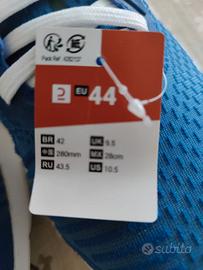 Pack Ref : 4282137
EU 44
BR 42 UK 9.5
280mm MX 28cm
RU 43.5 US 10.5
subito